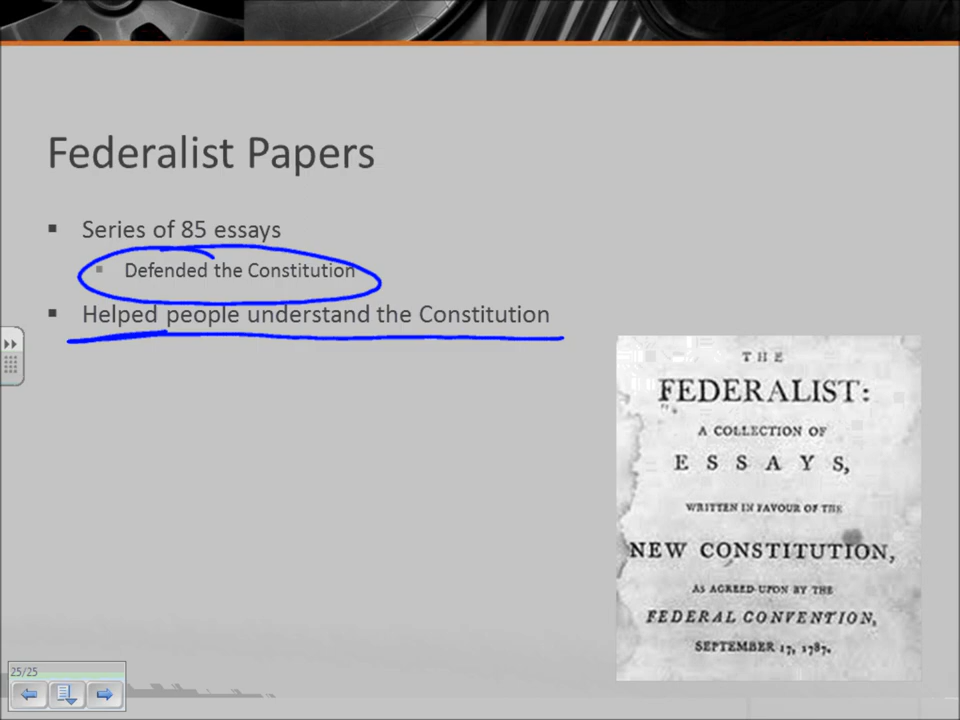 Federalist Papers
Series of 85 essays
Defended the Constitution
Helped people understand the Constitution
THE
FEDERALIST:
A COLLECTION OF
ESSAYS,
WRITTEN IN FAVOUR OF THE
NEW CONSTITUTION,
AS AGREED UPON BY THE
FEDERAL CONVENTION,
SEPTEMBER 17, 1787.
25/25